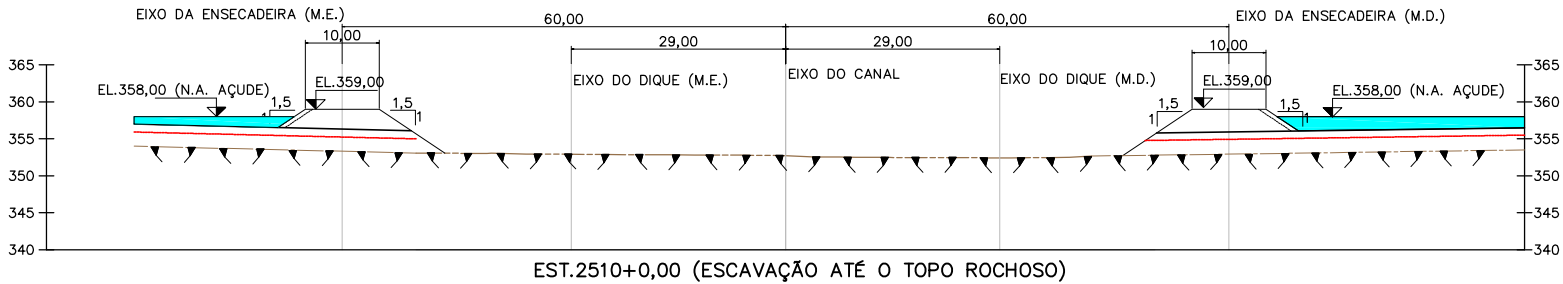 EIXO DA ENSECADEIRA (M.E.)
60,00
60,00
EIXO DA ENSECADEIRA (M.D.)
10,00
29,00
29,00
10,00
365
EL.358,00 (N.A. AÇUDE)
EL.359,00
EIXO DO DIQUE (M.E.)
EIXO DO CANAL
EIXO DO DIQUE (M.D.)
EL.359,00
EL.358,00 (N.A. AÇUDE)
365
360
1,5
1
1,5
1
1,5
1
1,5
1
360
355
355
350
350
345
345
340
340
EST.2510+0,00 (ESCAVAÇÃO ATÉ O TOPO ROCHOSO)